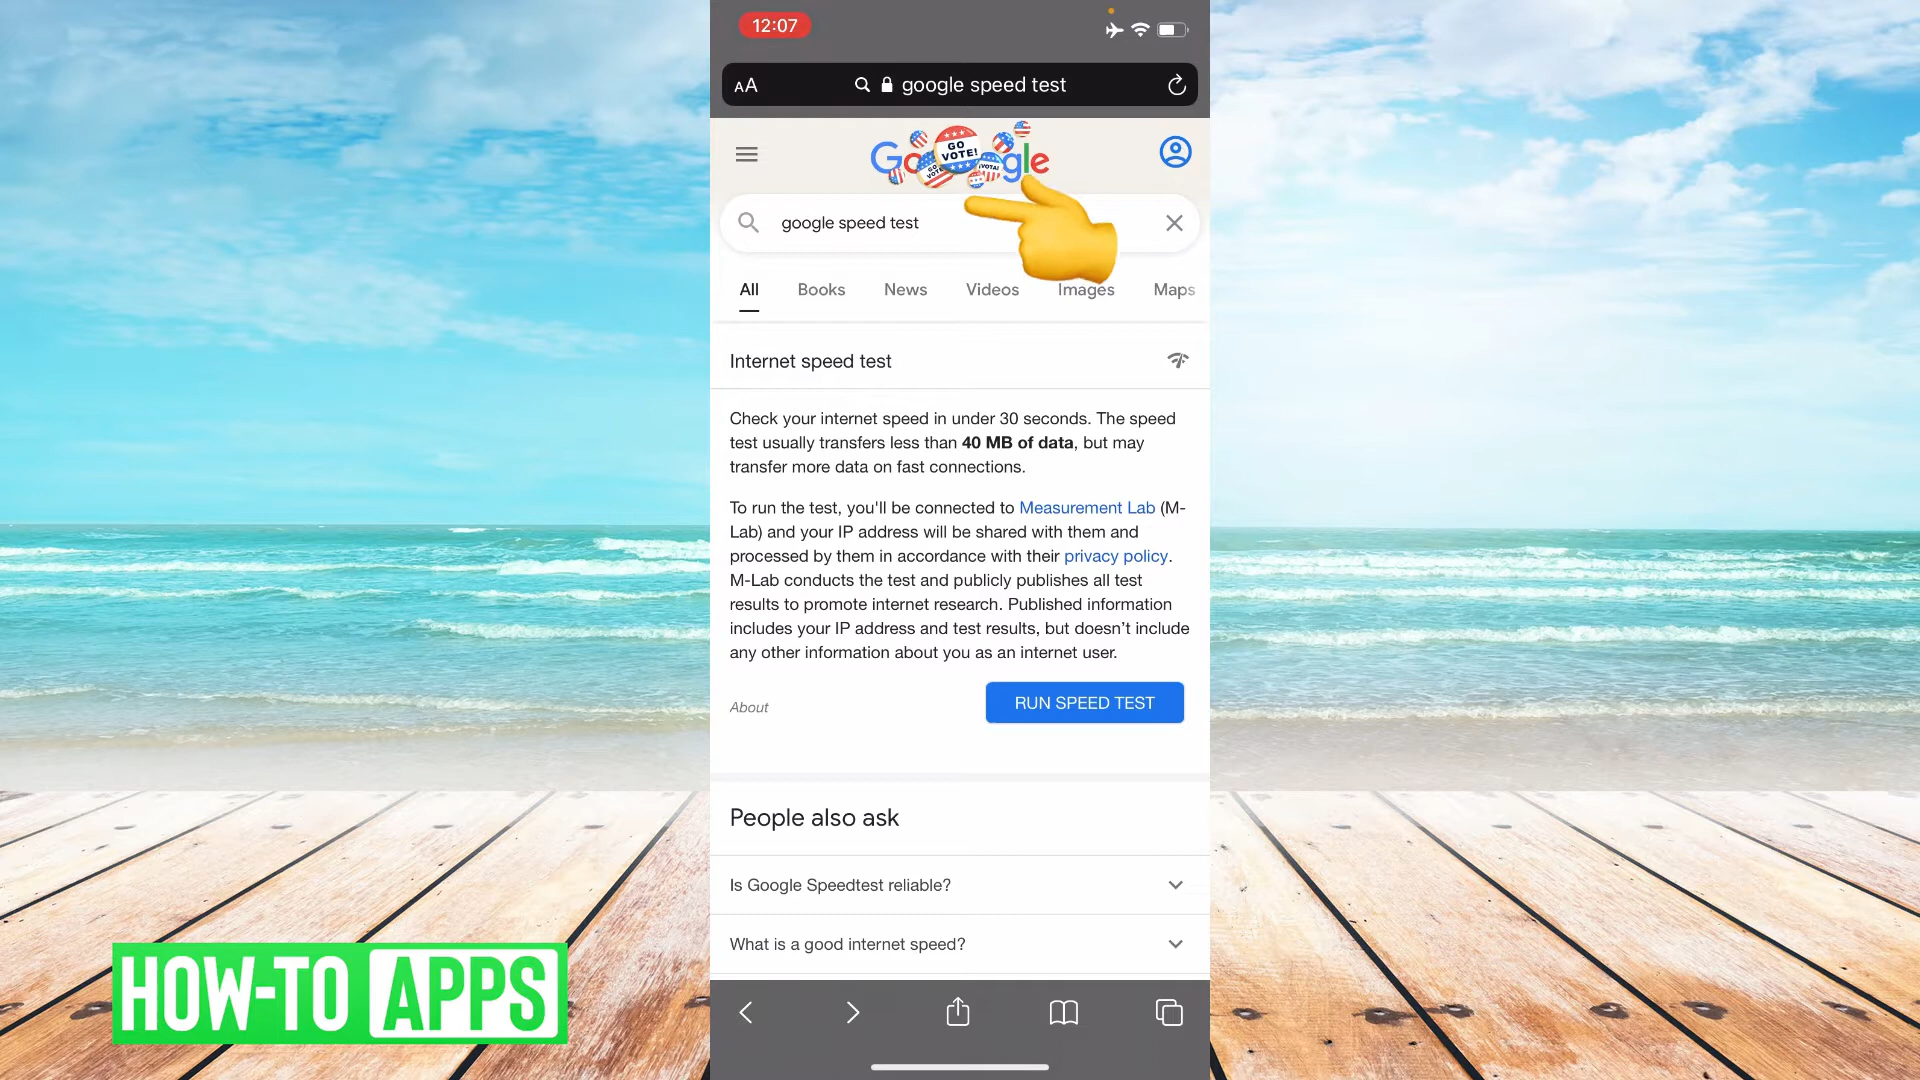 12:07
AA google speed test
Google
GO VOTE!
GO VOTE
¡VOTA!
google speed test
All Books News Videos Images Maps
Internet speed test
Check your internet speed in under 30 seconds. The speed
test usually transfers less than 40 MB of data, but may
transfer more data on fast connections.
To run the test, you'll be connected to Measurement Lab (M-
Lab) and your IP address will be shared with them and
processed by them in accordance with their privacy policy.
M-Lab conducts the test and publicly publishes all test
results to promote internet research. Published information
includes your IP address and test results, but doesn’t include
any other information about you as an internet user.
About RUN SPEED TEST
People also ask
Is Google Speedtest reliable?
What is a good internet speed?
HOW-TO APPS